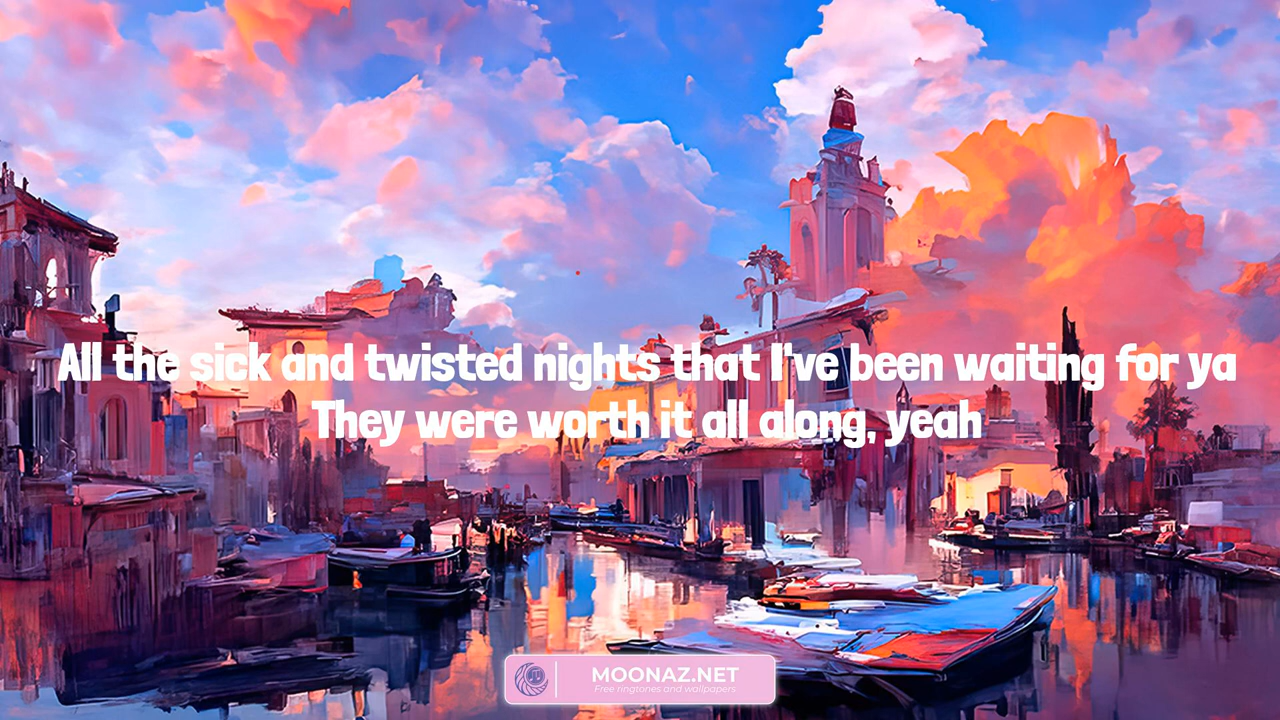 All the sick and twisted nights that I've been waiting for ya
They were worth it all along, yeah
MOONAZ.NET
Free ringtones and wallpapers